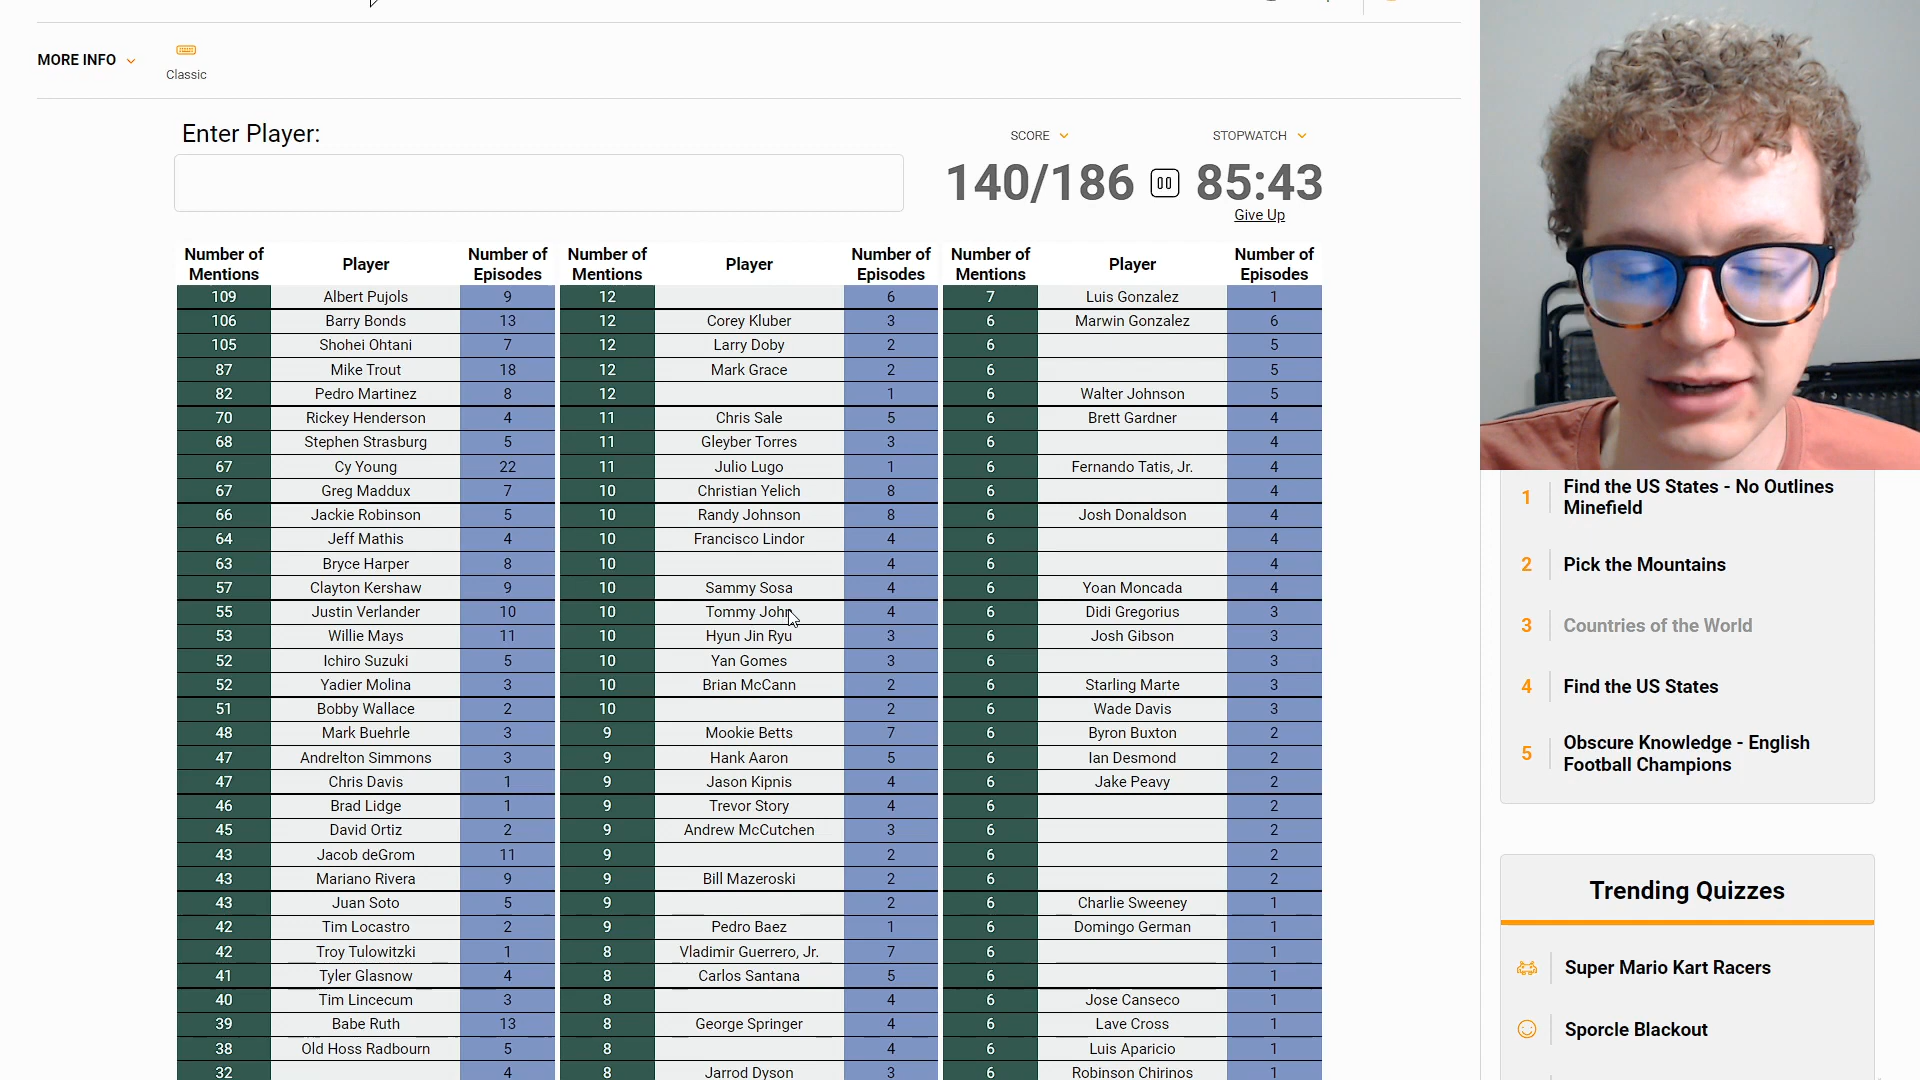 MORE INFO
Classic
Enter Player:
SCORE
STOPWATCH
140/186
85:43
Give Up
Number of Mentions Player Number of Episodes Number of Mentions Player Number of Episodes Number of Mentions Player Number of Episodes
109 Albert Pujols 9 12 6 7 Luis Gonzalez 1
106 Barry Bonds 13 12 Corey Kluber 3 6 Marwin Gonzalez 6
105 Shohei Ohtani 7 12 Larry Doby 2 6 5
87 Mike Trout 18 12 Mark Grace 2 6 5
82 Pedro Martinez 8 12 1 6 Walter Johnson 5
70 Rickey Henderson 4 11 Chris Sale 5 6 Brett Gardner 4
68 Stephen Strasburg 5 11 Gleyber Torres 3 6 4
67 Cy Young 22 11 Julio Lugo 1 6 Fernando Tatis, Jr. 4
67 Greg Maddux 7 10 Christian Yelich 8 6 4
66 Jackie Robinson 5 10 Randy Johnson 8 6 Josh Donaldson 4
64 Jeff Mathis 4 10 Francisco Lindor 4 6 4
63 Bryce Harper 8 10 4 6 4
57 Clayton Kershaw 9 10 Sammy Sosa 4 6 Yoan Moncada 4
55 Justin Verlander 10 10 Tommy John 4 6 Didi Gregorius 3
53 Willie Mays 11 10 Hyun Jin Ryu 3 6 Josh Gibson 3
52 Ichiro Suzuki 5 10 Yan Gomes 3 6 3
52 Yadier Molina 3 10 Brian McCann 2 6 Starling Marte 3
51 Bobby Wallace 2 10 2 6 Wade Davis 3
48 Mark Buehrle 3 9 Mookie Betts 7 6 Byron Buxton 2
47 Andrelton Simmons 3 9 Hank Aaron 5 6 Ian Desmond 2
47 Chris Davis 1 9 Jason Kipnis 4 6 Jake Peavy 2
46 Brad Lidge 1 9 Trevor Story 4 6 2
45 David Ortiz 2 9 Andrew McCutchen 3 6 2
43 Jacob deGrom 11 9 2 6 2
43 Mariano Rivera 9 9 Bill Mazeroski 2 6 2
43 Juan Soto 5 9 2 6 Charlie Sweeney 1
42 Tim Locastro 2 9 Pedro Baez 1 6 Domingo German 1
42 Troy Tulowitzki 1 8 Vladimir Guerrero, Jr. 7 6 1
41 Tyler Glasnow 4 8 Carlos Santana 5 6 1
40 Tim Lincecum 3 8 4 6 Jose Canseco 1
39 Babe Ruth 13 8 George Springer 4 6 Lave Cross 1
38 Old Hoss Radbourn 5 8 4 6 Luis Aparicio 1
32 4 8 Jarrod Dyson 3 6 Robinson Chirinos 1
1 Find the US States - No Outlines
Minefield
2 Pick the Mountains
3 Countries of the World
4 Find the US States
5 Obscure Knowledge - English
Football Champions
Trending Quizzes
Super Mario Kart Racers
Sporcle Blackout